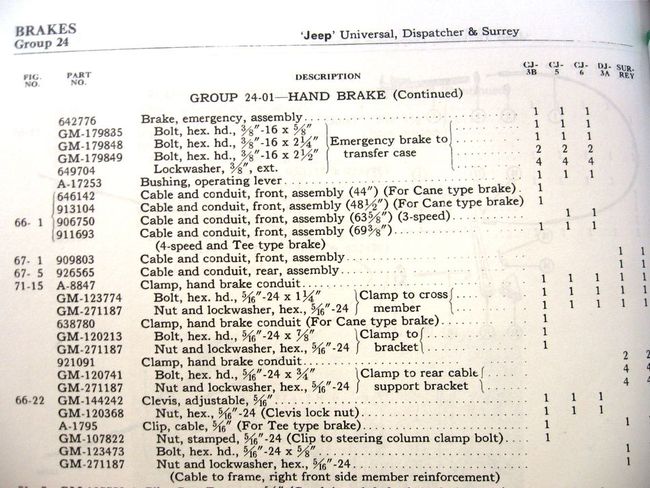 BRAKES
Group 24
'Jeep' Universal, Dispatcher & Surrey
FIG. NO. PART NO. DESCRIPTION CJ-3B CJ-5 CJ-6 DJ-3A SUR-REY
GROUP 24-01—HAND BRAKE (Continued)
642776 Brake, emergency, assembly 1 1 1
GM-179835 Bolt, hex. hd., 3/8"-16 x 5/8" 1 1 1
GM-179848 Bolt, hex. hd., 3/8"-16 x 2 1/4" Emergency brake to 1 1 1
GM-179849 Bolt, hex. hd., 3/8"-16 x 2 1/2" transfer case 2 2 2
649704 Lockwasher, 3/8", ext. 4 4 4
A-17253 Bushing, operating lever 1 1 1
646142 Cable and conduit, front, assembly (44") (For Cane type brake) 1
913104 Cable and conduit, front, assembly (48 1/2") (For Cane type brake) 1
66- 1 906750 Cable and conduit, front, assembly (63 5/8") (3-speed) 1 1
911693 Cable and conduit, front, assembly (69 3/8") 1 1 1
(4-speed and Tee type brake)
67- 1 909803 Cable and conduit, front, assembly 1 1
67- 5 926565 Cable and conduit, rear, assembly 1 1
71-15 A-8847 Clamp, hand brake conduit 1 1 1 1 1
GM-123774 Bolt, hex. hd., 5/16"-24 x 1 1/4" Clamp to cross 1 1 1 1 1
GM-271187 Nut and lockwasher, hex., 5/16"-24 member 1 1 1 1 1
638780 Clamp, hand brake conduit (For Cane type brake) 1
GM-120213 Bolt, hex. hd., 5/16"-24 x 7/8" Clamp to 1
GM-271187 Nut and lockwasher, hex., 5/16"-24 bracket 1
921091 Clamp, hand brake conduit 2 2
GM-120741 Bolt, hex. hd., 5/16"-24 x 3/4" Clamp to rear cable 4 4
GM-271187 Nut and lockwasher, hex., 5/16"-24 support bracket 4 4
66-22 GM-144242 Clevis, adjustable, 5/16" 1 1 1
GM-120368 Nut, hex., 5/16"-24 (Clevis lock nut) 1 1 1
A-1795 Clip, cable, 5/16" (For Tee type brake) 1 1
GM-107822 Nut, stamped, 5/16"-24 (Clip to steering column clamp bolt) 1
GM-123473 Bolt, hex. hd., 5/16"-24 x 5/8" 1
GM-271187 Nut and lockwasher, hex., 5/16"-24 1
(Cable to frame, right front side member reinforcement)